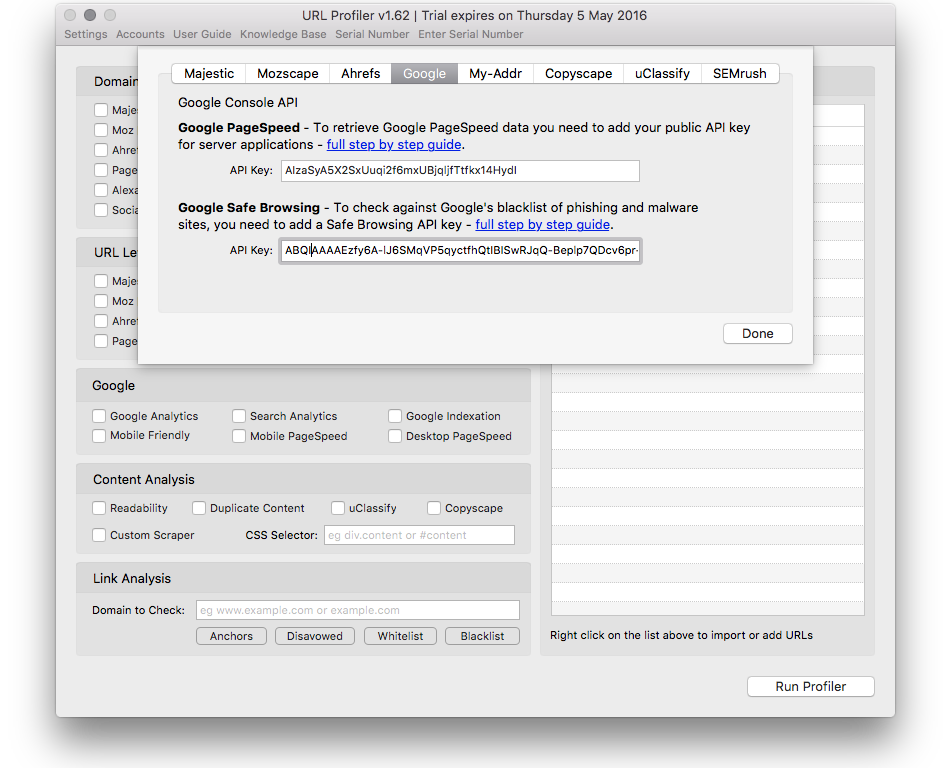 URL Profiler v1.62 | Trial expires on Thursday 5 May 2016
Settings Accounts User Guide Knowledge Base Serial Number Enter Serial Number
Majestic Mozscape Ahrefs Google My-Addr Copyscape uClassify SEMrush
Google Console API
Google PageSpeed - To retrieve Google PageSpeed data you need to add your public API key
for server applications - full step by step guide.
API Key: AIzaSyA5X2SxUuqi2f6mxUBjqljfTtfkx14HydI
Google Safe Browsing - To check against Google's blacklist of phishing and malware
sites, you need to add a Safe Browsing API key - full step by step guide.
API Key: ABQIAAAAEzfy6A-IJ6SMqVP5qyctfhQtIBISwRJqQ-Beplp7QDcv6pr-
Done
Domain
Maje
Moz
Ahref
Page
Alexa
Socia
URL Le
Maje
Moz
Ahref
Page
Google
Google Analytics Search Analytics Google Indexation
Mobile Friendly Mobile PageSpeed Desktop PageSpeed
Content Analysis
Readability Duplicate Content uClassify Copyscape
Custom Scraper CSS Selector: eg div.content or #content
Link Analysis
Domain to Check: eg www.example.com or example.com
Anchors Disavowed Whitelist Blacklist
Right click on the list above to import or add URLs
Run Profiler